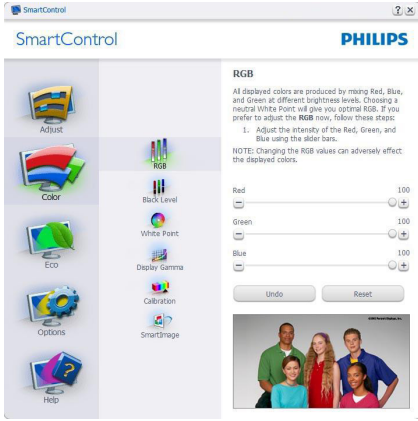 SmartControl
SmartControl
PHILIPS
Adjust
Color
Eco
Options
Help
RGB
Black Level
White Point
Display Gamma
Calibration
SmartImage
RGB
All displayed colors are produced by mixing Red, Blue,
and Green at different brightness levels. Choosing a
neutral White Point will give you optimal RGB. If you
prefer to adjust the RGB now, follow these steps:
1. Adjust the intensity of the Red, Green, and
Blue using the slider bars.
NOTE: Changing the RGB values can adversely effect
the displayed colors.
Red 100
Green 100
Blue 100
Undo Reset